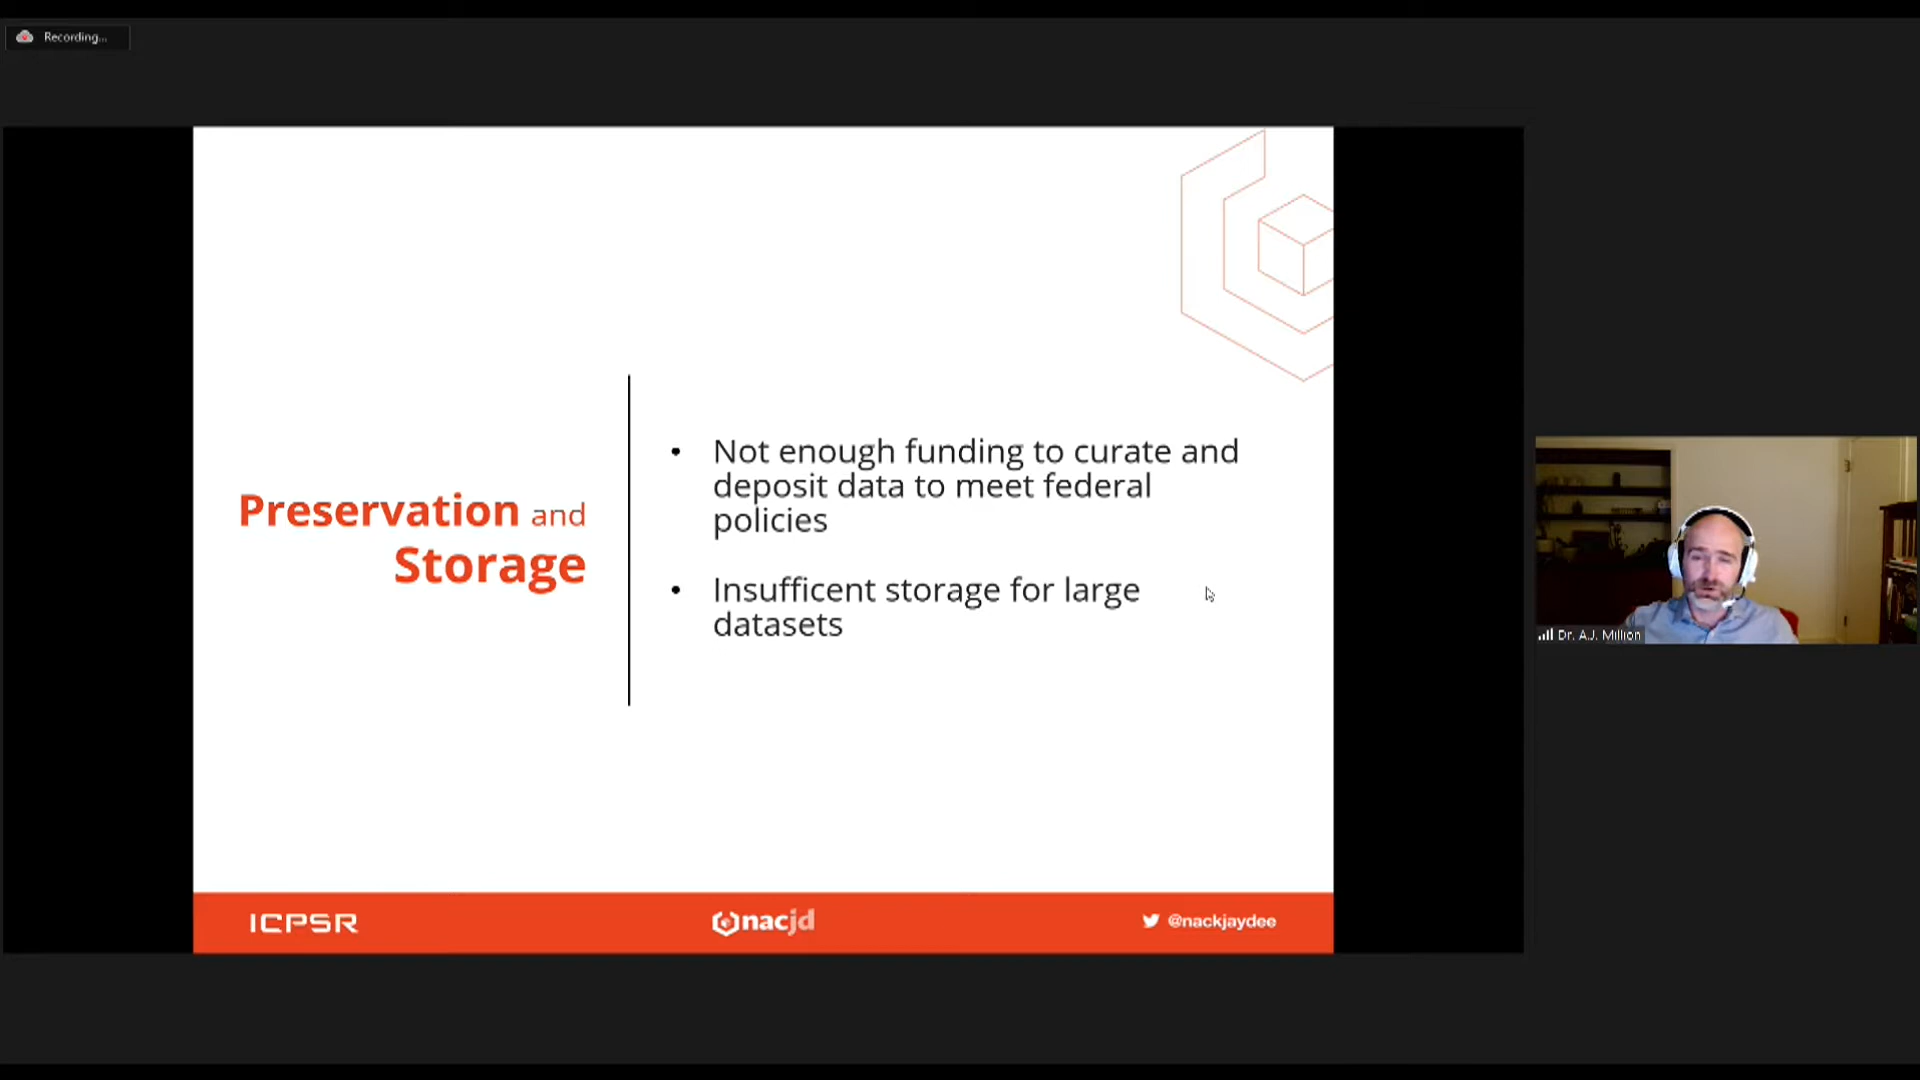 Recording...
Preservation and
Storage
• Not enough funding to curate and
deposit data to meet federal
policies
• Insufficent storage for large
datasets
Dr. A.J. Million
ICPSR
nacjd
@nackjaydee